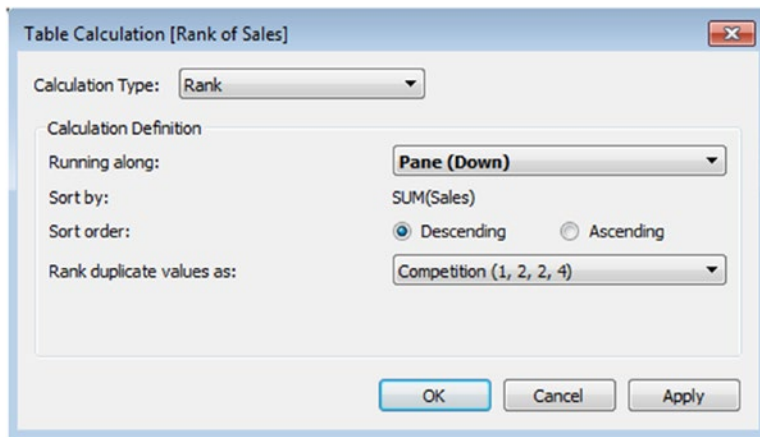 Table Calculation [Rank of Sales]
Calculation Type: Rank
Calculation Definition
Running along: Pane (Down)
Sort by: SUM(Sales)
Sort order: Descending Ascending
Rank duplicate values as: Competition (1, 2, 2, 4)
OK Cancel Apply